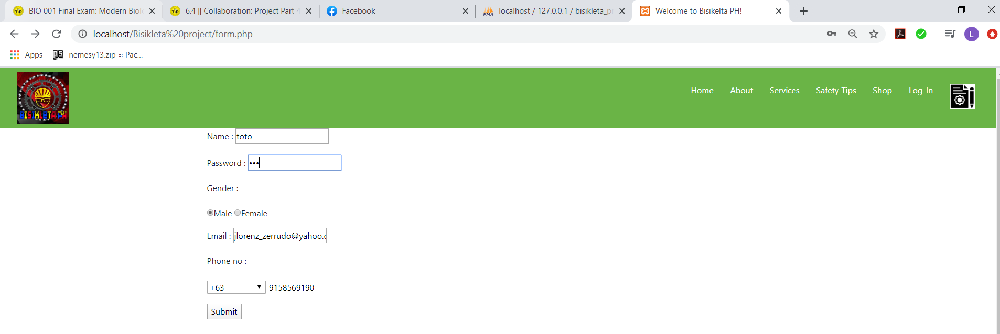 BIO 001 Final Exam: Modern Biolo
6.4 || Collaboration: Project Part 4
Facebook
localhost / 127.0.0.1 / bisikleta_pr
Welcome to Bisikelta PH!
localhost/Bisikleta%20project/form.php
L
Apps
nemesy13.zip ≈ Pac...
BISIKLETA.PH
Home
About
Services
Safety Tips
Shop
Log-In
Name : toto
Password : •••
Gender :
Male Female
Email : jlorenz_zerrudo@yahoo.c
Phone no :
+63 9158569190
Submit